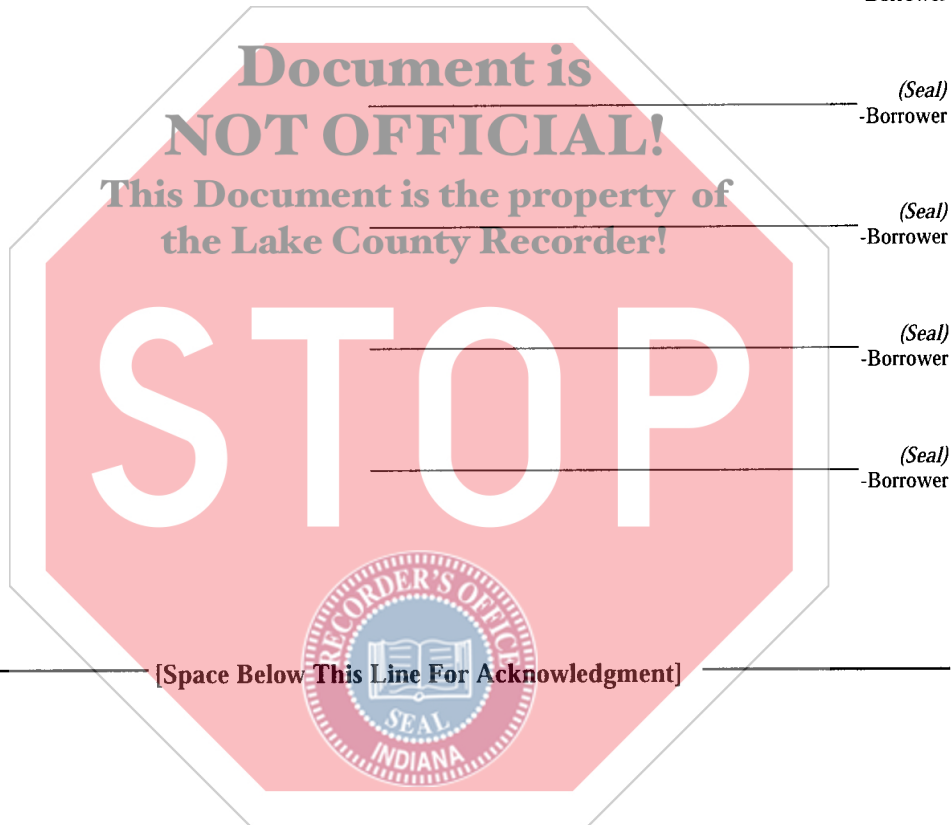 Document is
(Seal)
-Borrower
NOT OFFICIAL!
This Document is the property of
(Seal)
-Borrower
the Lake County Recorder!
STOP
(Seal)
-Borrower
(Seal)
-Borrower
RECORDER'S OFFICE
[Space Below This Line For Acknowledgment]
SEAL
INDIANA